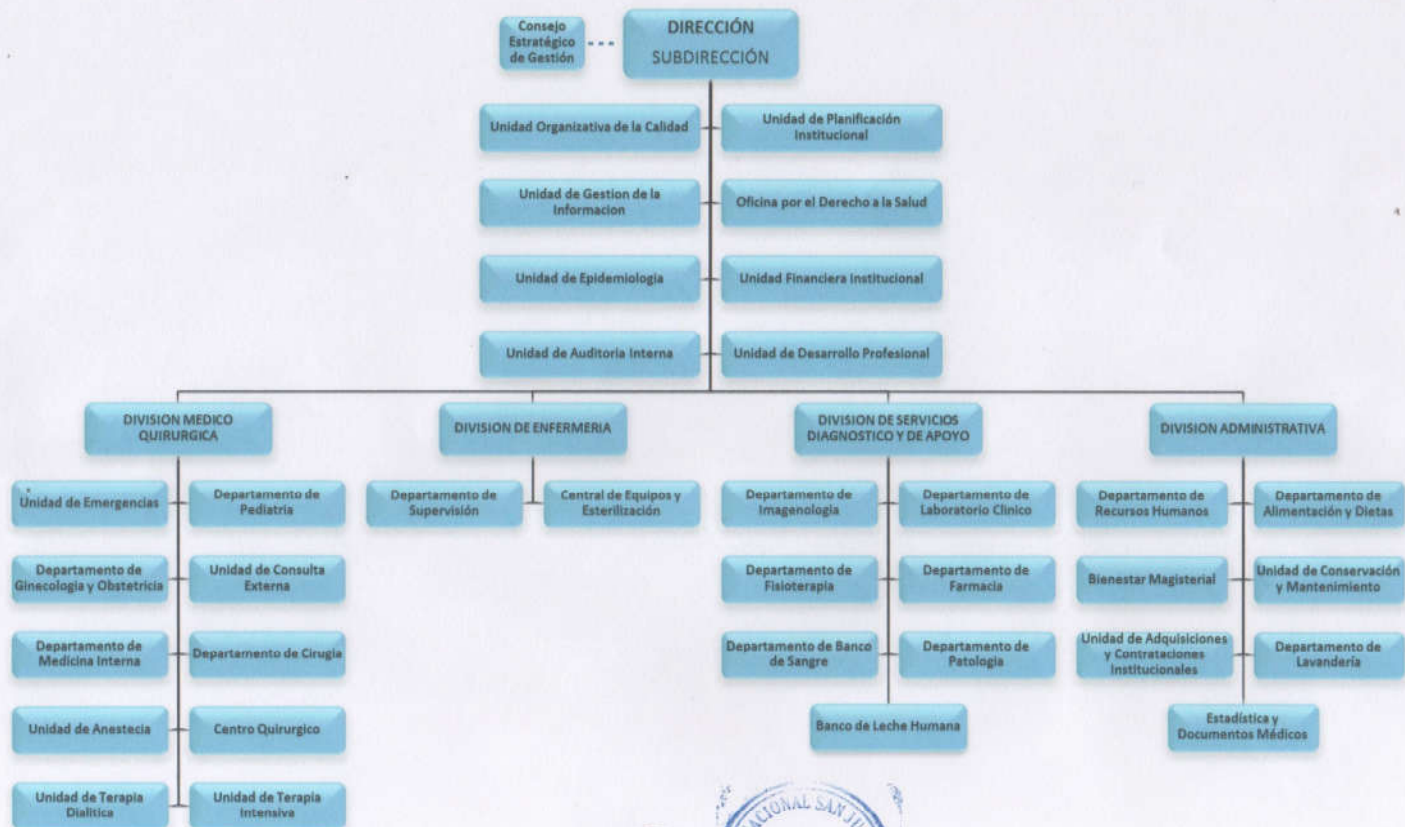 Consejo
Estratégico
de Gestión
DIRECCIÓN
SUBDIRECCIÓN
Unidad Organizativa de la Calidad
Unidad de Planificación
Institucional
Unidad de Gestion de la
Informacion
Oficina por el Derecho a la Salud
Unidad de Epidemiologia
Unidad Financiera Institucional
Unidad de Auditoria Interna
Unidad de Desarrollo Profesional
DIVISION MEDICO
QUIRURGICA
DIVISION DE ENFERMERIA
DIVISION DE SERVICIOS
DIAGNOSTICO Y DE APOYO
DIVISION ADMINISTRATIVA
Unidad de Emergencias
Departamento de
Pediatria
Departamento de
Ginecologia y Obstetricia
Unidad de Consulta
Externa
Departamento de
Medicina Interna
Departamento de Cirugia
Unidad de Anestecia
Centro Quirurgico
Unidad de Terapia
Dialitica
Unidad de Terapia
Intensiva
Departamento de
Supervisión
Central de Equipos y
Esterilización
Departamento de
Imagenologia
Departamento de
Laboratorio Clinico
Departamento de
Fisioterapia
Departamento de
Farmacia
Departamento de Banco
de Sangre
Departamento de
Patologia
Banco de Leche Humana
Departamento de
Recursos Humanos
Departamento de
Alimentación y Dietas
Bienestar Magisterial
Unidad de Conservación
y Mantenimiento
Unidad de Adquisiciones
y Contrataciones
Institucionales
Departamento de
Lavandería
Estadística y
Documentos Médicos
SAN